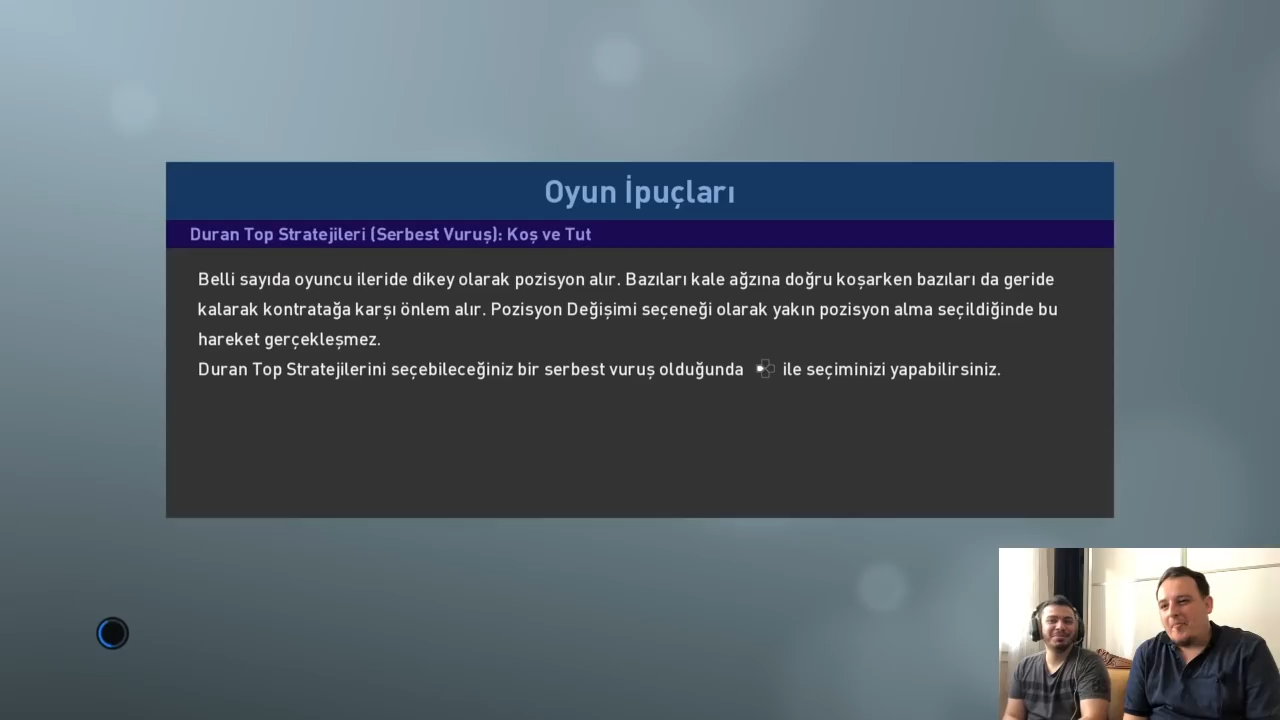 Oyun İpuçları
Duran Top Stratejileri (Serbest Vuruş): Koş ve Tut
Belli sayıda oyuncu ileride dikey olarak pozisyon alır. Bazıları kale ağzına doğru koşarken bazıları da geride
kalarak kontratağa karşı önlem alır. Pozisyon Değişimi seçeneği olarak yakın pozisyon alma seçildiğinde bu
hareket gerçekleşmez.
Duran Top Stratejilerini seçebileceğiniz bir serbest vuruş olduğunda ile seçiminizi yapabilirsiniz.